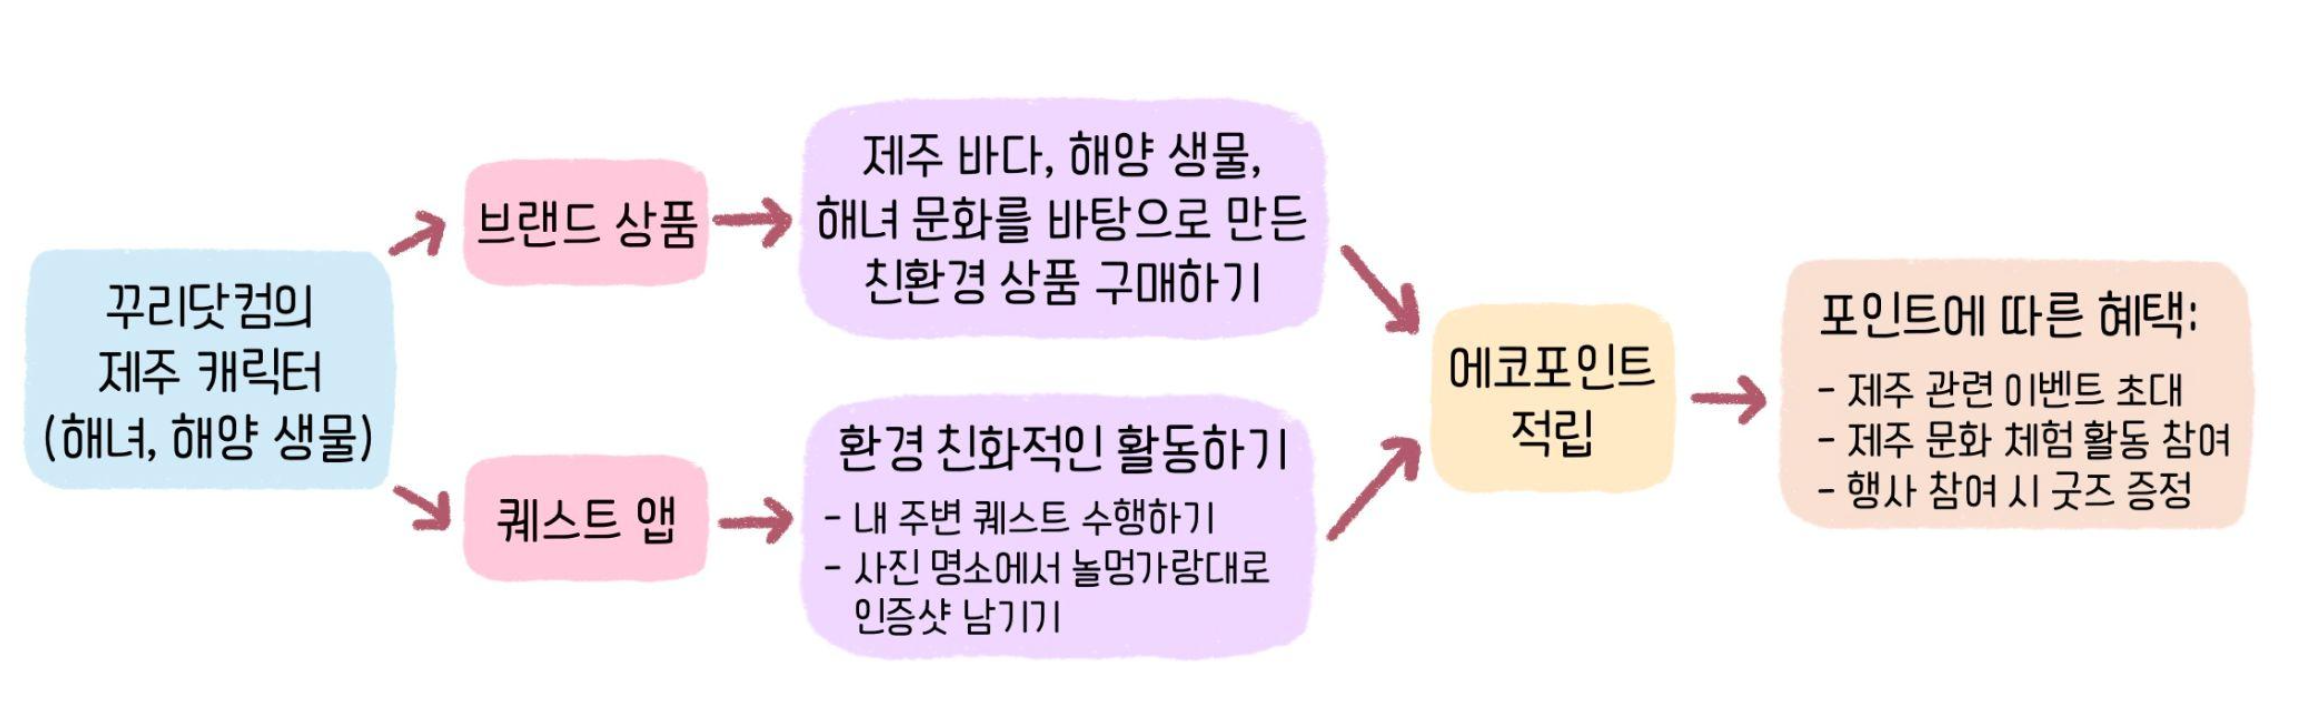 꾸리닷컴의
제주 캐릭터
(해녀, 해양 생물)
브랜드 상품
제주 바다, 해양 생물,
해녀 문화를 바탕으로 만든
친환경 상품 구매하기
퀘스트 앱
환경 친화적인 활동하기
- 내 주변 퀘스트 수행하기
- 사진 명소에서 놀멍가랑대로
인증샷 남기기
에코포인트
적립
포인트에 따른 혜택:
- 제주 관련 이벤트 초대
- 제주 문화 체험 활동 참여
- 행사 참여 시 굿즈 증정